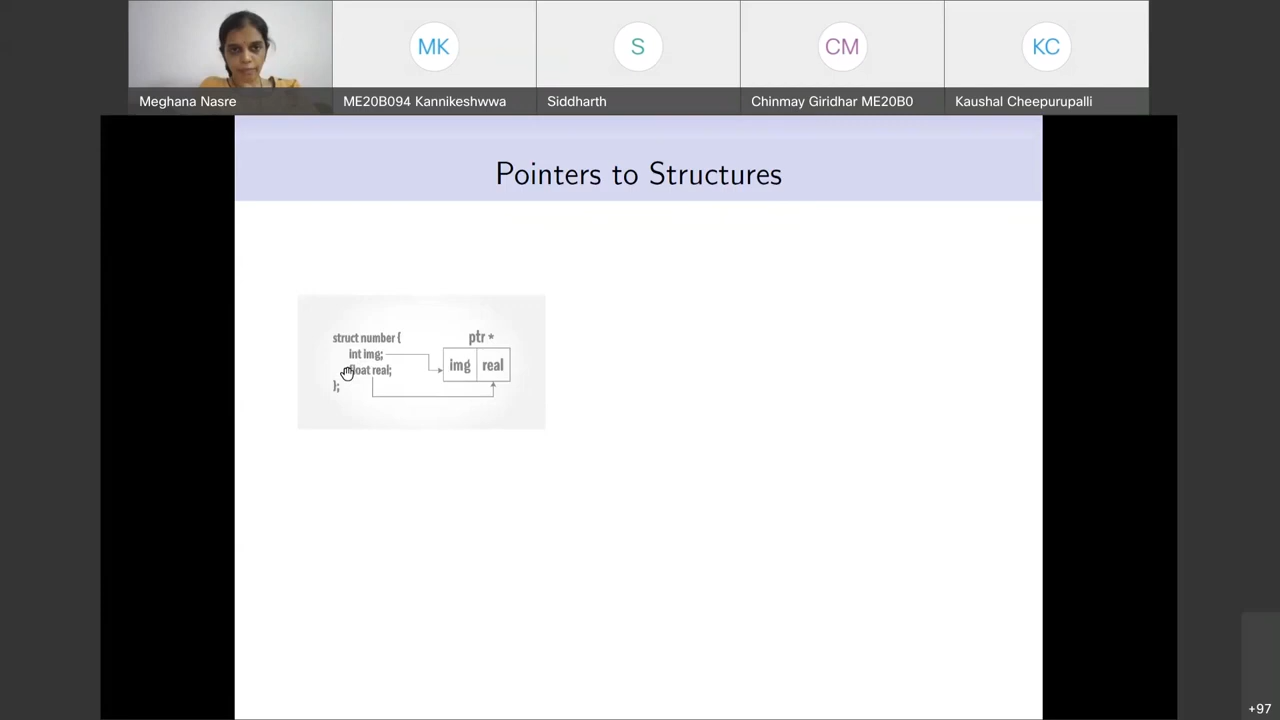 MK
S
CM
KC
Meghana Nasre
ME20B094 Kannikeshwwa
Siddharth
Chinmay Giridhar ME20B0
Kaushal Cheepurupalli
Pointers to Structures
struct number {
int img;
float real;
};
ptr *
img real
+97